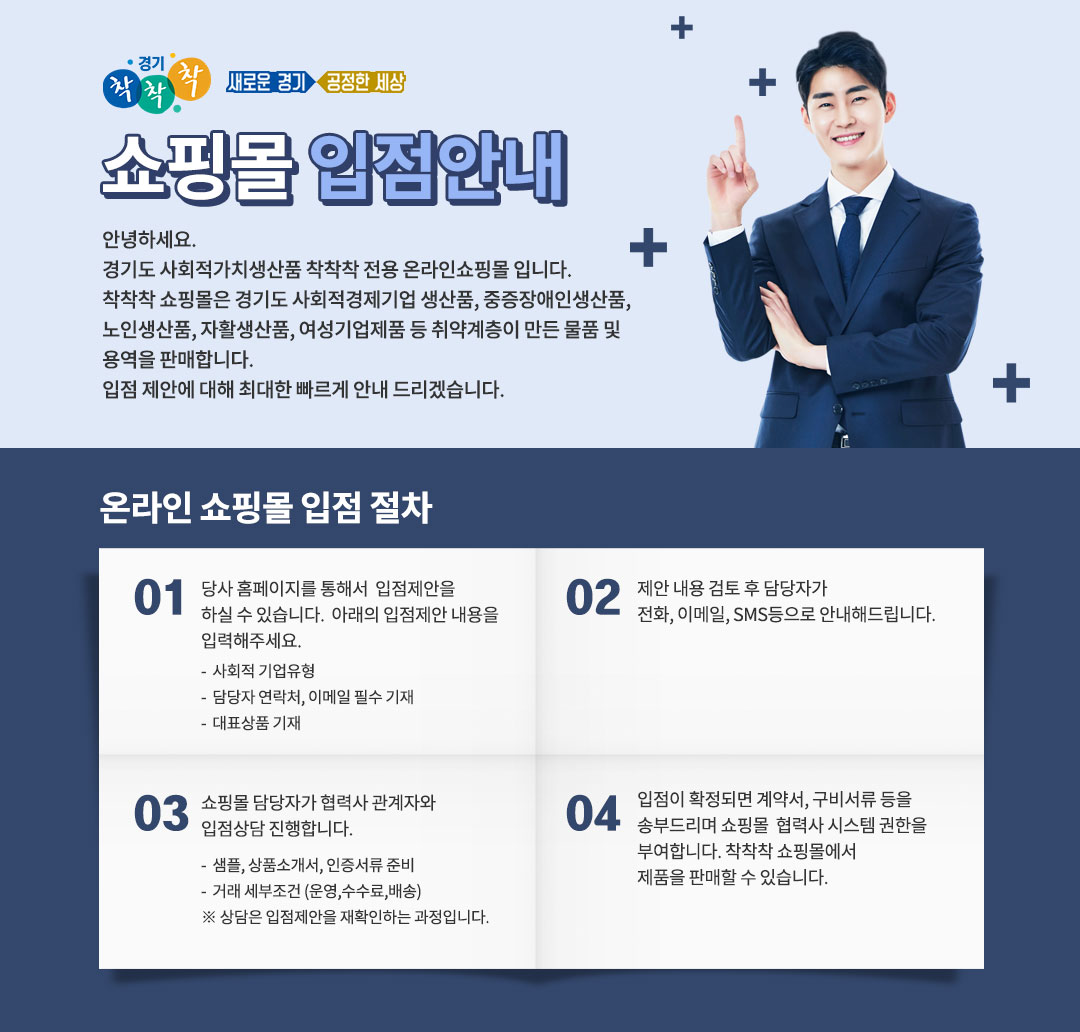 경기
착착착
새로운 경기 공정한 세상
쇼핑몰 입점안내
안녕하세요.
경기도 사회적가치생산품 착착착 전용 온라인쇼핑몰 입니다.
착착착 쇼핑몰은 경기도 사회적경제기업 생산품, 중증장애인생산품,
노인생산품, 자활생산품, 여성기업제품 등 취약계층이 만든 물품 및
용역을 판매합니다.
입점 제안에 대해 최대한 빠르게 안내 드리겠습니다.
온라인 쇼핑몰 입점 절차
01
당사 홈페이지를 통해서 입점제안을
하실 수 있습니다. 아래의 입점제안 내용을
입력해주세요.
- 사회적 기업유형
- 담당자 연락처, 이메일 필수 기재
- 대표상품 기재
02
제안 내용 검토 후 담당자가
전화, 이메일, SMS등으로 안내해드립니다.
03
쇼핑몰 담당자가 협력사 관계자와
입점상담 진행합니다.
- 샘플, 상품소개서, 인증서류 준비
- 거래 세부조건 (운영,수수료,배송)
※ 상담은 입점제안을 재확인하는 과정입니다.
04
입점이 확정되면 계약서, 구비서류 등을
송부드리며 쇼핑몰 협력사 시스템 권한을
부여합니다. 착착착 쇼핑몰에서
제품을 판매할 수 있습니다.